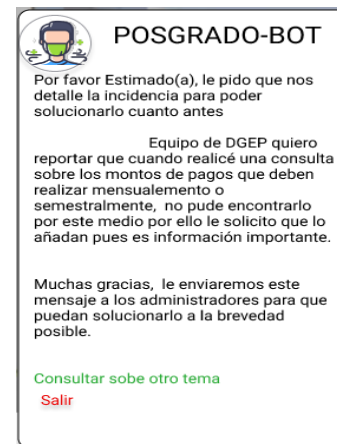 POSGRADO-BOT
Por favor Estimado(a), le pido que nos
detalle la incidencia para poder
solucionarlo cuanto antes
Equipo de DGEP quiero
reportar que cuando realicé una consulta
sobre los montos de pagos que deben
realizar mensualemento o
semestralmente, no pude encontrarlo
por este medio por ello le solicito que lo
añadan pues es información importante.
Muchas gracias, le enviaremos este
mensaje a los administradores para que
puedan solucionarlo a la brevedad
posible.
Consultar sobe otro tema
Salir